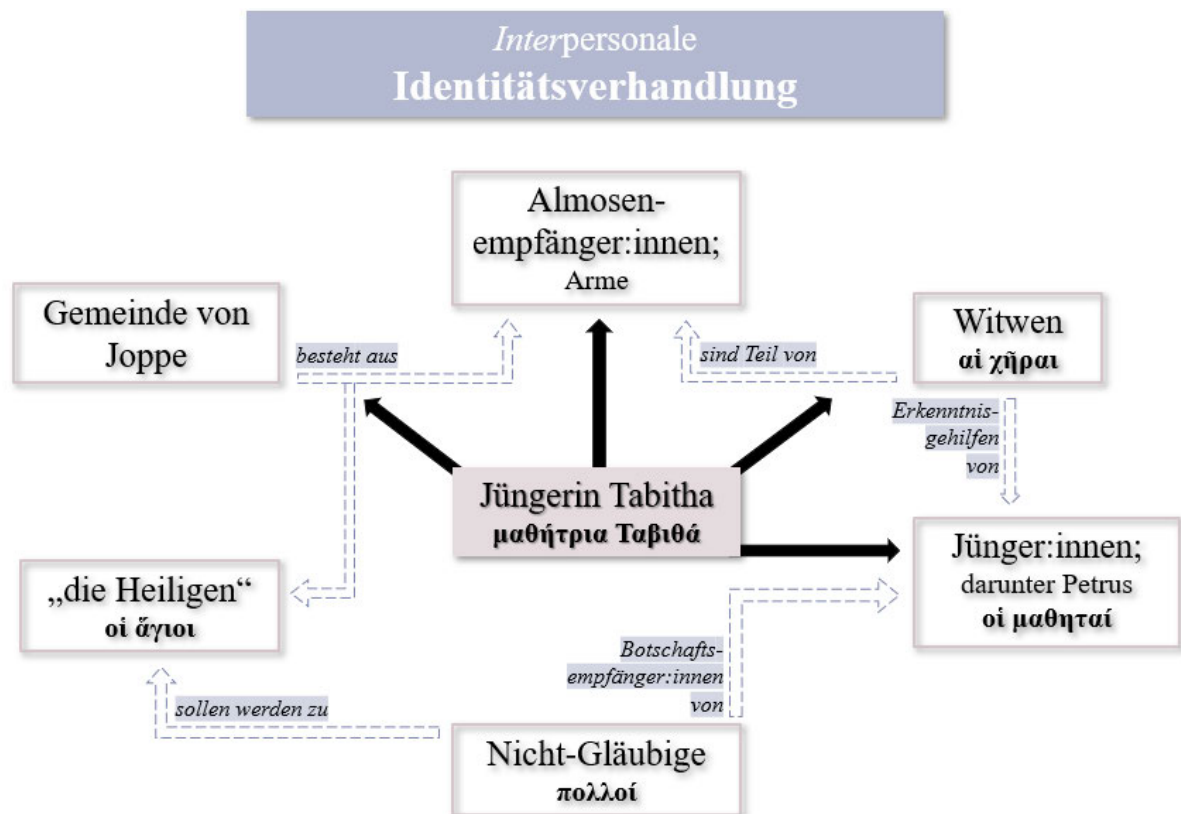 Interpersonale
Identitätsverhandlung
Almosen-
empfänger:innen;
Arme
Gemeinde von
Joppe
besteht aus
sind Teil von
Witwen
αἱ χῆραι
Erkenntnis-
gehilfen
von
Jüngerin Tabitha
μαθήτρια Ταβιθά
Jünger:innen;
darunter Petrus
οἱ μαθηταί
„die Heiligen“
οἱ ἅγιοι
Botschafts-
empfänger:innen
von
sollen werden zu
Nicht-Gläubige
πολλοί